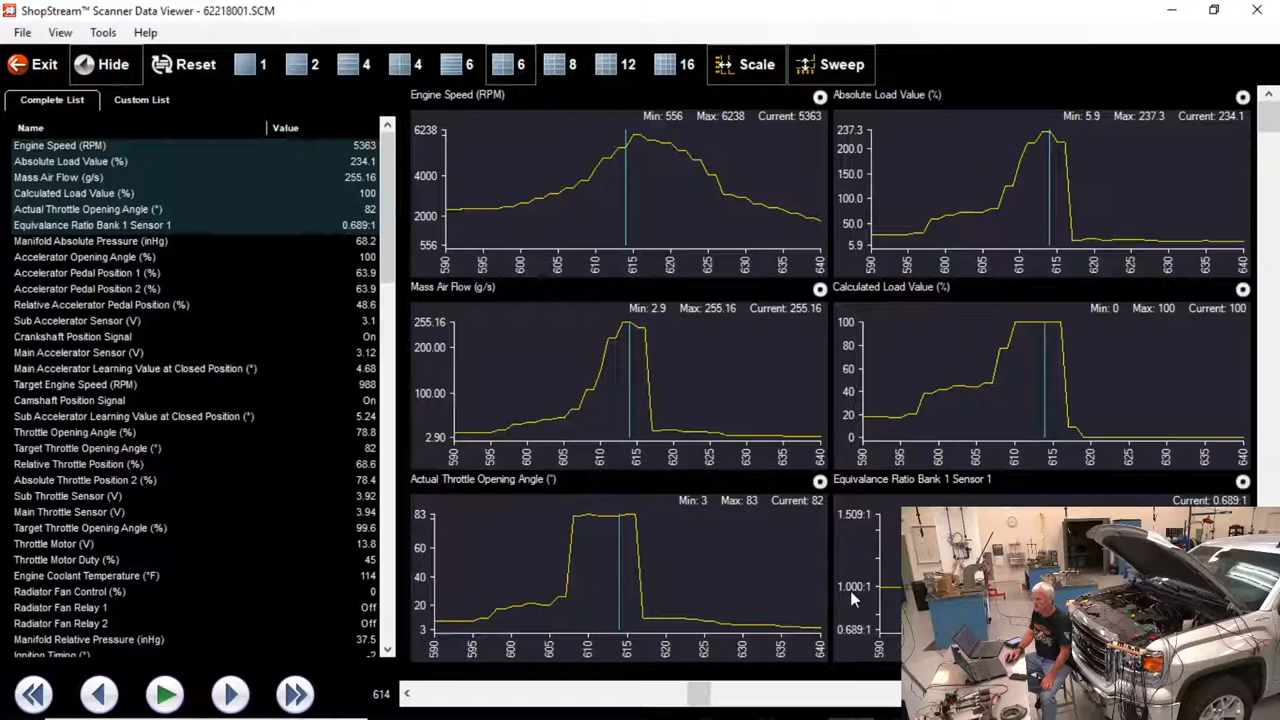 ShopStream™ Scanner Data Viewer - 62218001.SCM
File View Tools Help
Exit Hide Reset 1 2 4 4 6 6 8 12 16 Scale Sweep
Complete List Custom List
Name Value
Engine Speed (RPM) 5363
Absolute Load Value (%) 234.1
Mass Air Flow (g/s) 255.16
Calculated Load Value (%) 100
Actual Throttle Opening Angle (°) 82
Equivalance Ratio Bank 1 Sensor 1 0.689:1
Manifold Absolute Pressure (inHg) 68.2
Accelerator Opening Angle (%) 100
Accelerator Pedal Position 1 (%) 63.9
Accelerator Pedal Position 2 (%) 63.9
Relative Accelerator Pedal Position (%) 48.6
Sub Accelerator Sensor (V) 3.1
Crankshaft Position Signal On
Main Accelerator Sensor (V) 3.12
Main Accelerator Learning Value at Closed Position (°) 4.68
Target Engine Speed (RPM) 988
Camshaft Position Signal On
Sub Accelerator Learning Value at Closed Position (°) 5.24
Throttle Opening Angle (%) 78.8
Target Throttle Opening Angle (°) 82
Relative Throttle Position (%) 68.6
Absolute Throttle Position 2 (%) 78.4
Sub Throttle Sensor (V) 3.92
Main Throttle Sensor (V) 3.94
Target Throttle Opening Angle (%) 99.6
Throttle Motor (V) 13.8
Throttle Motor Duty (%) 45
Engine Coolant Temperature (°F) 114
Radiator Fan Control (%) 0
Radiator Fan Relay 1 Off
Radiator Fan Relay 2 Off
Manifold Relative Pressure (inHg) 37.5
Ignition Timing (°) -2
Engine Speed (RPM)
Min: 556 Max: 6238 Current: 5363
6238
4000
2000
556
590 595 600 605 610 615 620 625 630 635 640
Absolute Load Value (%)
Min: 5.9 Max: 237.3 Current: 234.1
237.3
200.0
150.0
100.0
50.0
5.9
590 595 600 605 610 615 620 625 630 635 640
Mass Air Flow (g/s)
Min: 2.9 Max: 255.16 Current: 255.16
255.16
200.00
100.00
2.90
590 595 600 605 610 615 620 625 630 635 640
Calculated Load Value (%)
Min: 0 Max: 100 Current: 100
100
80
60
40
20
0
590 595 600 605 610 615 620 625 630 635 640
Actual Throttle Opening Angle (°)
Min: 3 Max: 83 Current: 82
83
60
40
20
3
590 595 600 605 610 615 620 625 630 635 640
Equivalance Ratio Bank 1 Sensor 1
Current: 0.689:1
1.509:1
1.000:1
0.689:1
590
614